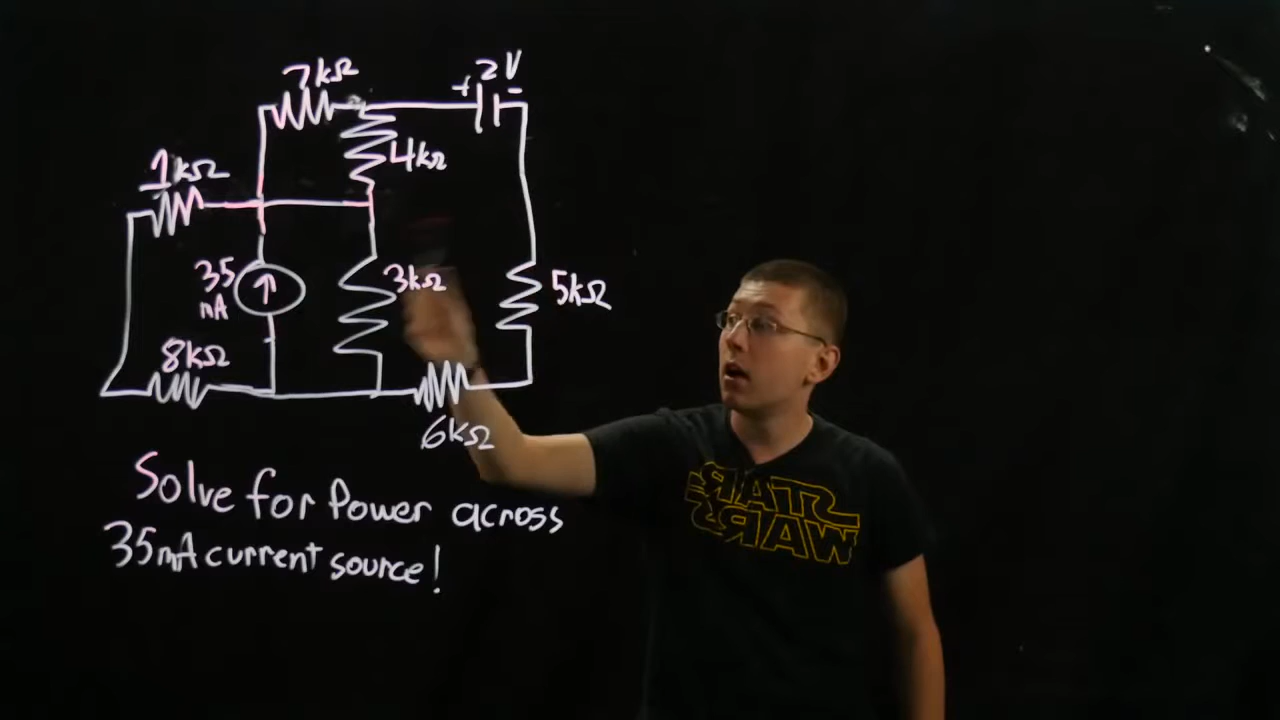 7kΩ
+ 2V -
4kΩ
1kΩ
35
mA
3kΩ
5kΩ
8kΩ
6kΩ
Solve for Power across
35mA current source!
STAR
WARS